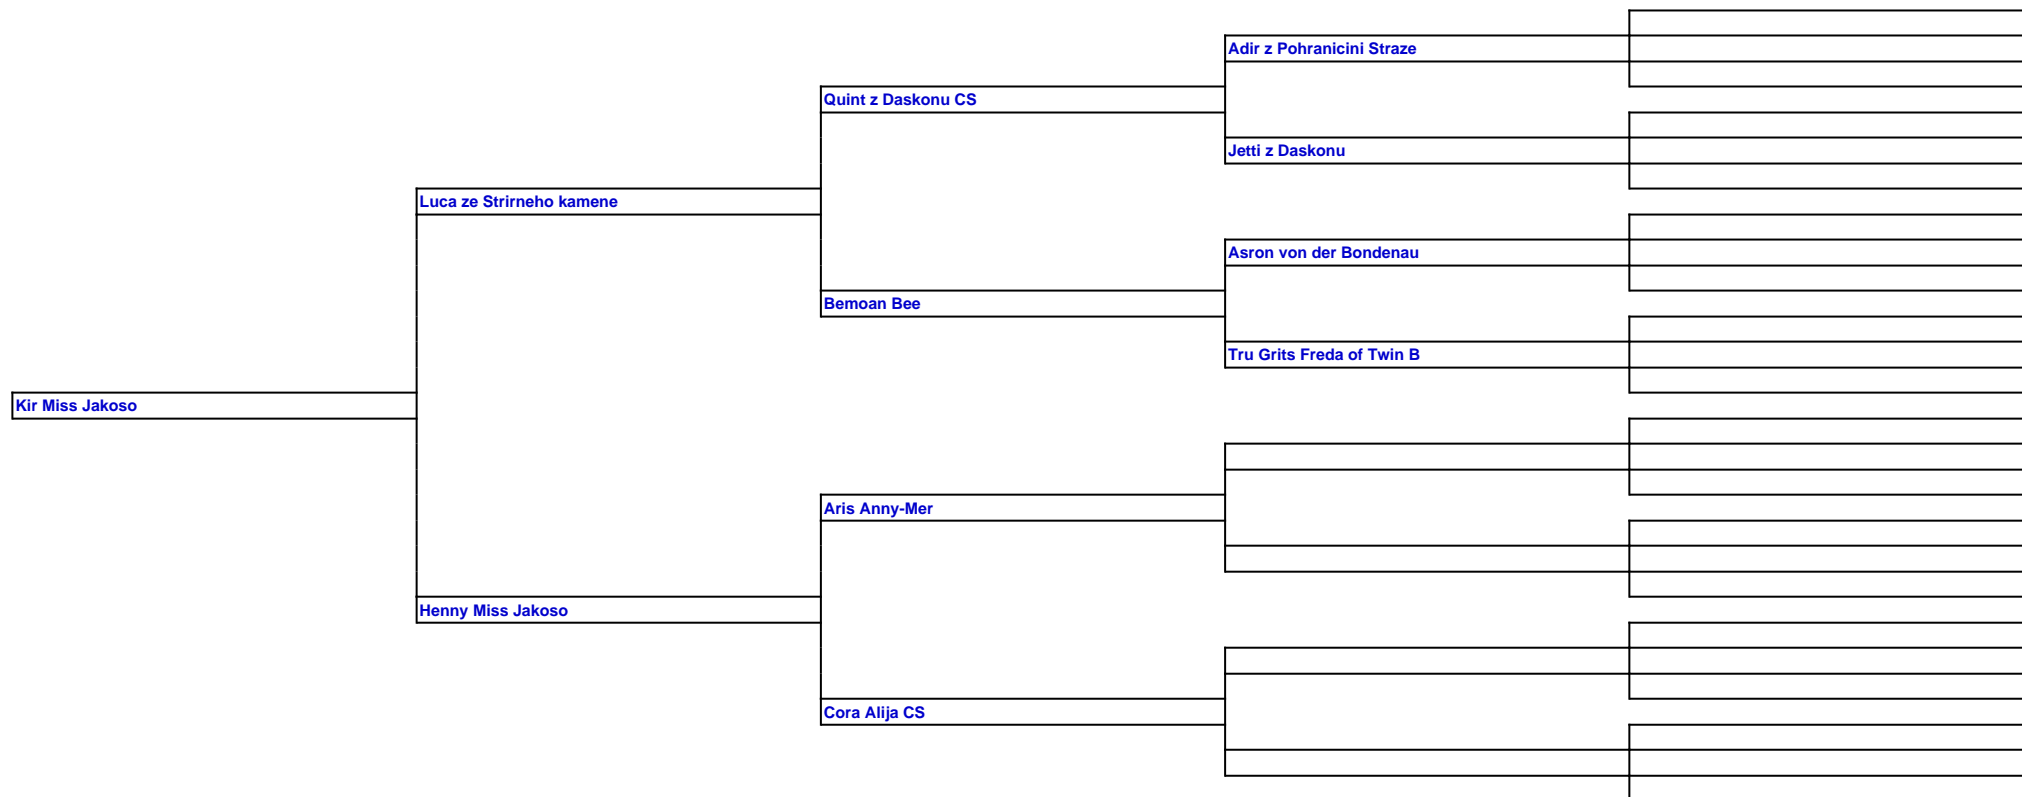 Adir z Pohranicini Straze
Quint z Daskonu CS
Jetti z Daskonu
Luca ze Strirneho kamene
Asron von der Bondenau
Bemoan Bee
Tru Grits Freda of Twin B
Kir Miss Jakoso
Aris Anny-Mer
Henny Miss Jakoso
Cora Alija CS